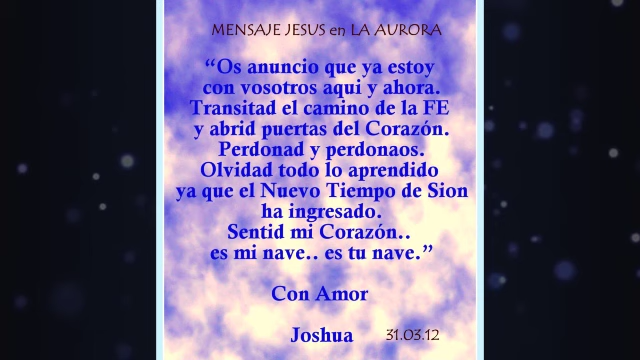 MENSAJE JESUS en LA AURORA
“Os anuncio que ya estoy
con vosotros aqui y ahora.
Transitad el camino de la FE
y abrid puertas del Corazón.
Perdonad y perdonaos.
Olvidad todo lo aprendido
ya que el Nuevo Tiempo de Sion
ha ingresado.
Sentid mi Corazón..
es mi nave.. es tu nave.”
Con Amor
Joshua 31.03.12